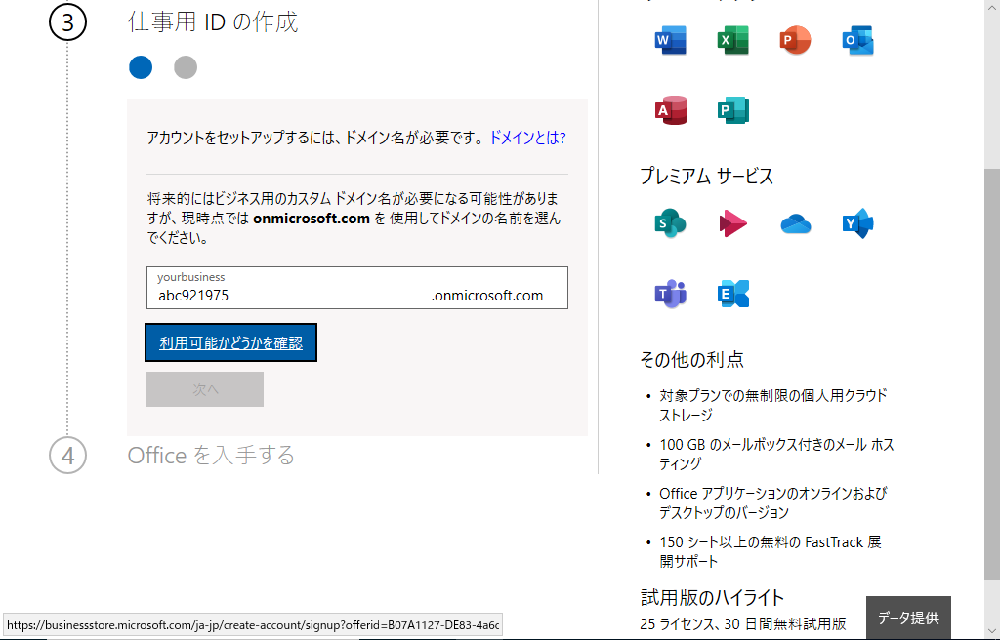 3 仕事用 ID の作成
アカウントをセットアップするには、ドメイン名が必要です。ドメインとは?
将来的にはビジネス用のカスタム ドメイン名が必要になる可能性がありま
すが、現時点では onmicrosoft.com を 使用してドメインの名前を選ん
でください。
yourbusiness
abc921975 .onmicrosoft.com
利用可能かどうかを確認
次へ
4 Office を入手する
W X P O
A P
プレミアム サービス
S Y
T E
その他の利点
• 対象プランでの無制限の個人用クラウド
ストレージ
• 100 GB のメールボックス付きのメール ホス
ティング
• Office アプリケーションのオンラインおよび
デスクトップのバージョン
• 150 シート以上の無料の FastTrack 展
開サポート
試用版のハイライト
25 ライセンス、30 日間無料試用版
データ提供
https://businessstore.microsoft.com/ja-jp/create-account/signup?offerid=B07A1127-DE83-4a6c